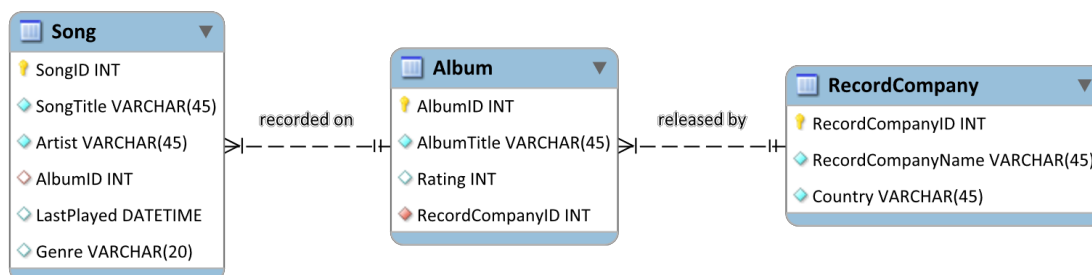 Song
SongID INT
SongTitle VARCHAR(45)
Artist VARCHAR(45)
AlbumID INT
LastPlayed DATETIME
Genre VARCHAR(20)
recorded on
Album
AlbumID INT
AlbumTitle VARCHAR(45)
Rating INT
RecordCompanyID INT
released by
RecordCompany
RecordCompanyID INT
RecordCompanyName VARCHAR(45)
Country VARCHAR(45)